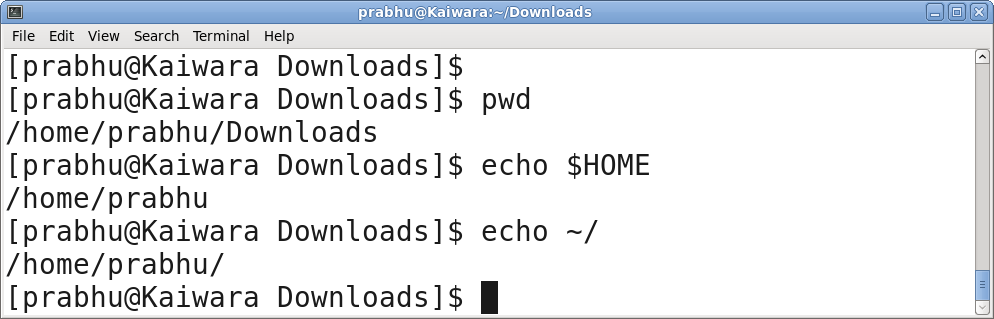 prabhu@Kaiwara:~/Downloads
File Edit View Search Terminal Help
[prabhu@Kaiwara Downloads]$
[prabhu@Kaiwara Downloads]$ pwd
/home/prabhu/Downloads
[prabhu@Kaiwara Downloads]$ echo $HOME
/home/prabhu
[prabhu@Kaiwara Downloads]$ echo ~/
/home/prabhu/
[prabhu@Kaiwara Downloads]$